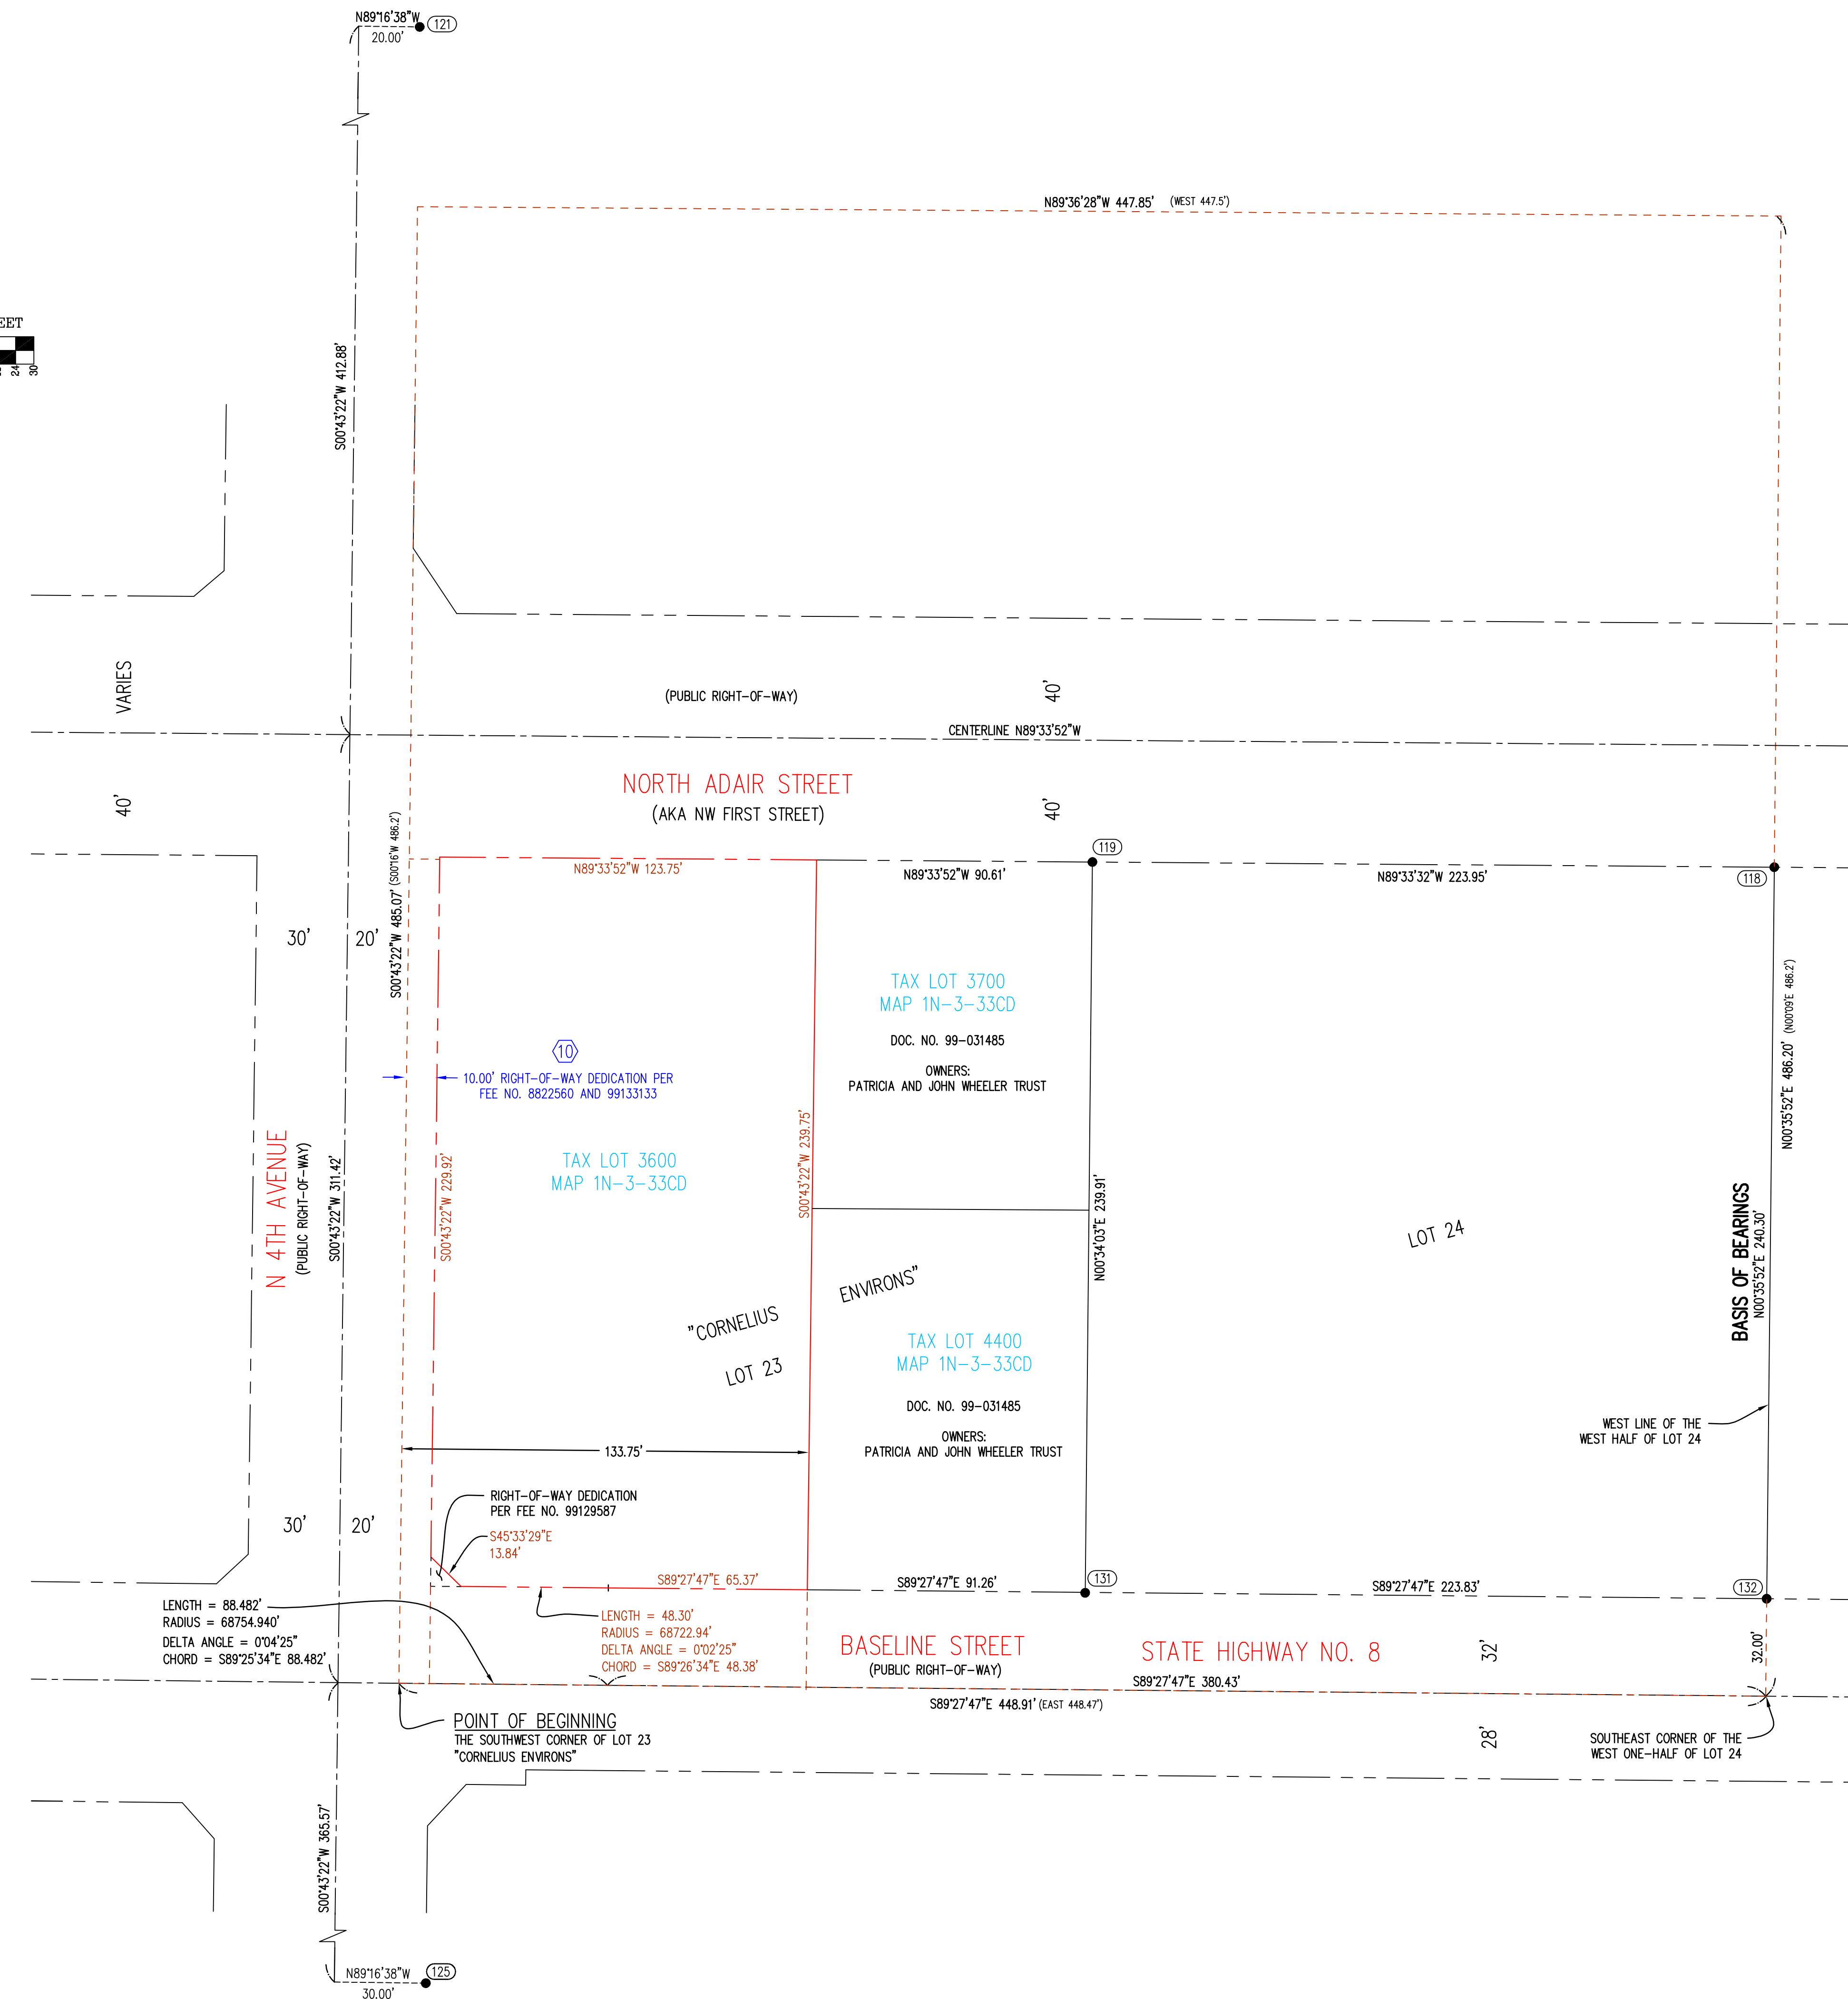 N89°16'38"W
121
20.00'
N89°36'28"W 447.85' (WEST 447.5')
EET
24
30
S00°43'22"W 412.88'
VARIES
(PUBLIC RIGHT-OF-WAY)
40'
CENTERLINE N89°33'52"W
40'
NORTH ADAIR STREET
(AKA NW FIRST STREET)
40'
S00°43'22"W 485.07' (S00°16'W 486.2')
N89°33'52"W 123.75'
119
N89°33'52"W 90.61'
N89°33'32"W 223.95'
118
30'
20'
TAX LOT 3700
MAP 1N-3-33CD
DOC. NO. 99-031485
OWNERS:
PATRICIA AND JOHN WHEELER TRUST
N00°35'52"E 486.20' (N00°09'E 486.2')
10
10.00' RIGHT-OF-WAY DEDICATION PER
FEE NO. 8822560 AND 99133133
N 4TH AVENUE
(PUBLIC RIGHT-OF-WAY)
S00°43'22"W 311.42'
S00°43'22"W 229.92'
TAX LOT 3600
MAP 1N-3-33CD
S00°43'22"W 239.75'
N00°34'03"E 239.91'
LOT 24
BASIS OF BEARINGS
N00°35'52"E 240.30'
"CORNELIUS
ENVIRONS"
LOT 23
TAX LOT 4400
MAP 1N-3-33CD
DOC. NO. 99-031485
OWNERS:
PATRICIA AND JOHN WHEELER TRUST
WEST LINE OF THE
WEST HALF OF LOT 24
133.75'
30'
20'
RIGHT-OF-WAY DEDICATION
PER FEE NO. 99129587
S45°33'29"E
13.84'
S89°27'47"E 65.37'
S89°27'47"E 91.26'
131
S89°27'47"E 223.83'
132
LENGTH = 88.482'
RADIUS = 68754.940'
DELTA ANGLE = 0°04'25"
CHORD = S89°25'34"E 88.482'
LENGTH = 48.30'
RADIUS = 68722.94'
DELTA ANGLE = 0°02'25"
CHORD = S89°26'34"E 48.38'
BASELINE STREET
(PUBLIC RIGHT-OF-WAY)
STATE HIGHWAY NO. 8
32'
32.00'
S89°27'47"E 380.43'
S89°27'47"E 448.91' (EAST 448.47')
POINT OF BEGINNING
THE SOUTHWEST CORNER OF LOT 23
"CORNELIUS ENVIRONS"
28'
SOUTHEAST CORNER OF THE
WEST ONE-HALF OF LOT 24
S00°43'22"W 365.57'
N89°16'38"W
125
30.00'